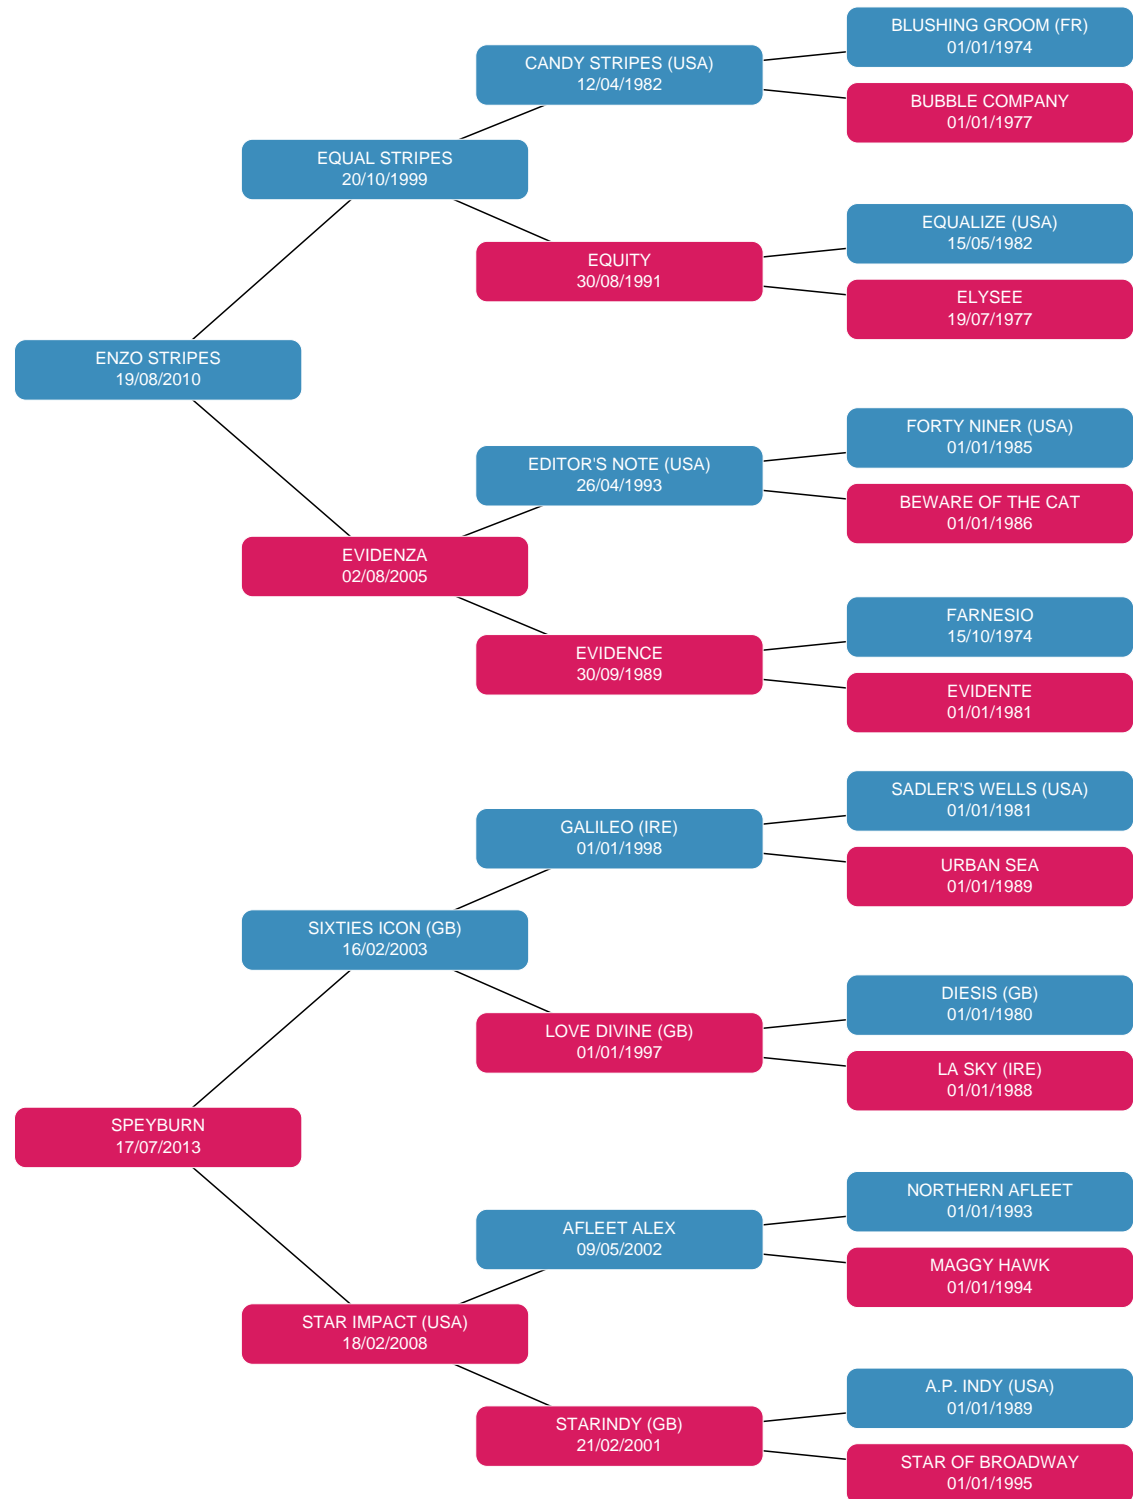 BLUSHING GROOM (FR)
01/01/1974
CANDY STRIPES (USA)
12/04/1982
BUBBLE COMPANY
01/01/1977
EQUAL STRIPES
20/10/1999
EQUALIZE (USA)
15/05/1982
EQUITY
30/08/1991
ELYSEE
19/07/1977
ENZO STRIPES
19/08/2010
FORTY NINER (USA)
01/01/1985
EDITOR'S NOTE (USA)
26/04/1993
BEWARE OF THE CAT
01/01/1986
EVIDENZA
02/08/2005
FARNESIO
15/10/1974
EVIDENCE
30/09/1989
EVIDENTE
01/01/1981
SADLER'S WELLS (USA)
01/01/1981
GALILEO (IRE)
01/01/1998
URBAN SEA
01/01/1989
SIXTIES ICON (GB)
16/02/2003
DIESIS (GB)
01/01/1980
LOVE DIVINE (GB)
01/01/1997
LA SKY (IRE)
01/01/1988
SPEYBURN
17/07/2013
NORTHERN AFLEET
01/01/1993
AFLEET ALEX
09/05/2002
MAGGY HAWK
01/01/1994
STAR IMPACT (USA)
18/02/2008
A.P. INDY (USA)
01/01/1989
STARINDY (GB)
21/02/2001
STAR OF BROADWAY
01/01/1995